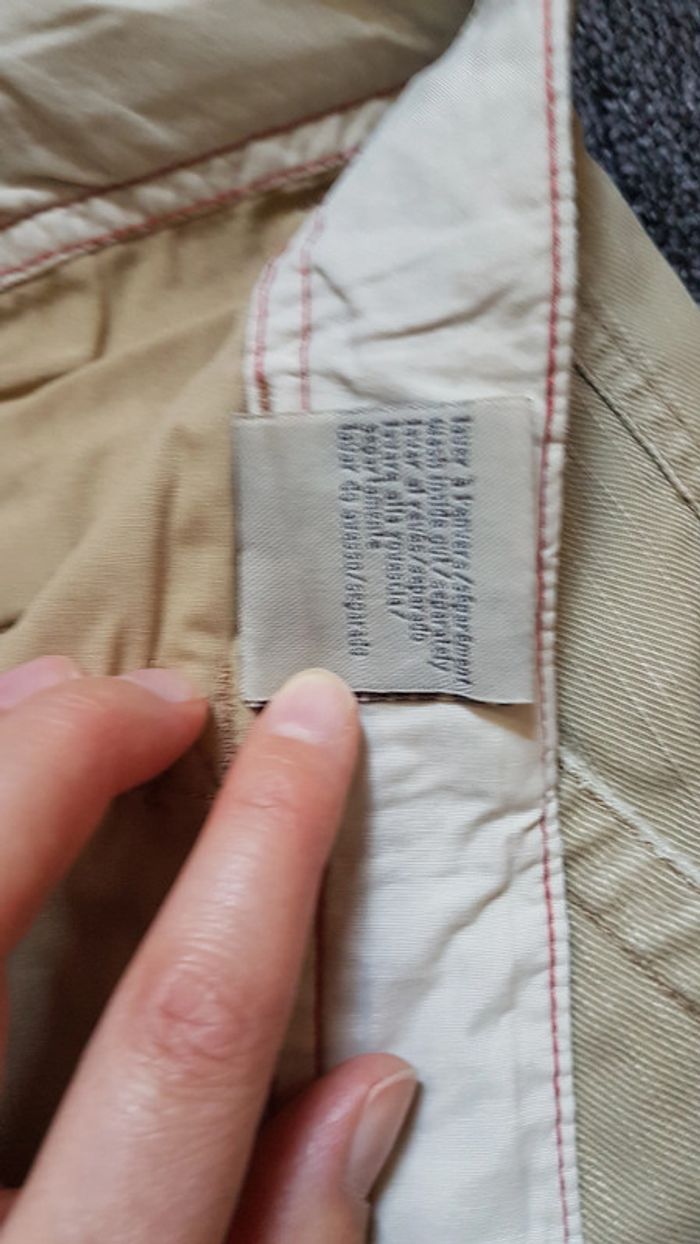 laver à l'envers/séparément
wash inside out/separately
lavar al revés/separado
lavare alla rovescia/
separatamente
lavar do avesso/separado